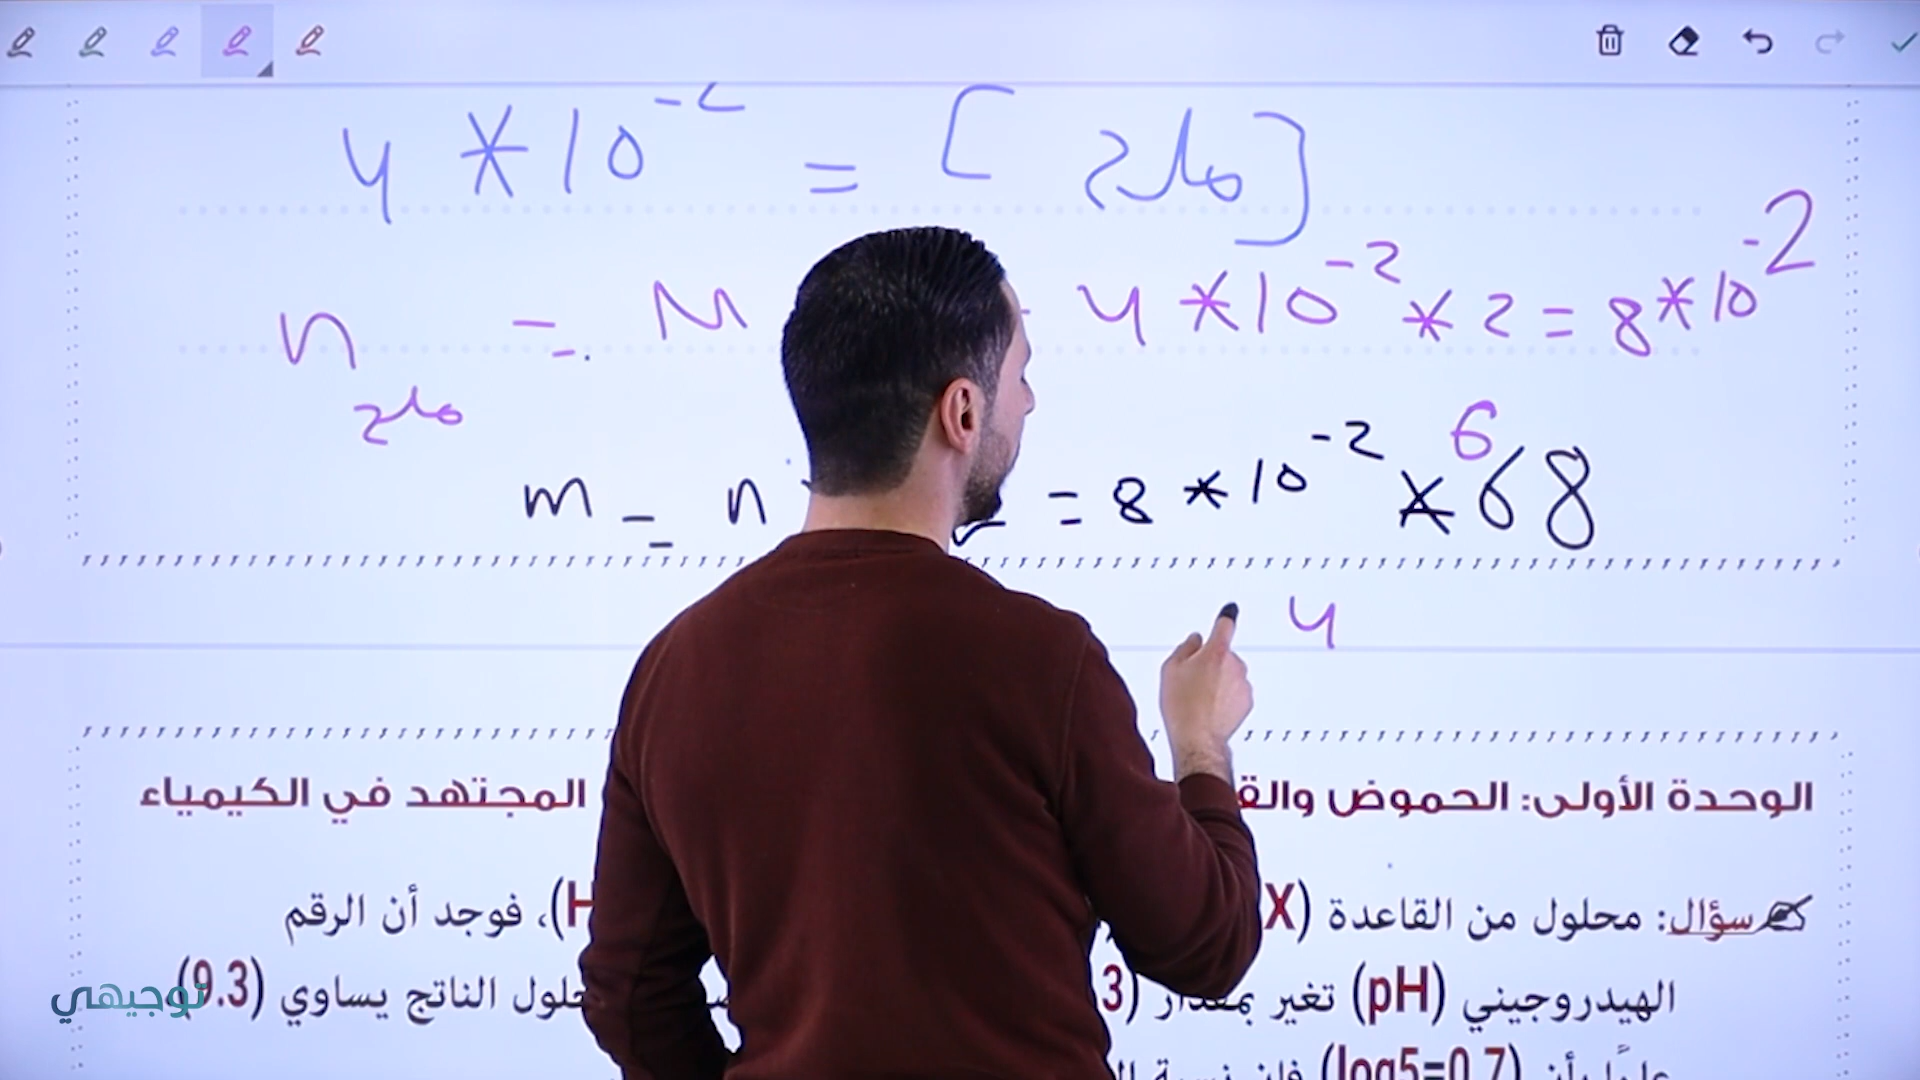 4 * 10^-2 = [ملح]
n ملح = M - 4 * 10^-2 * 2 = 8 * 10^-2
m = n = 8 * 10^-2 * 68
6
4
الوحدة الأولى: الحموض والق المجتهد في الكيمياء
سؤال: محلول من القاعدة (X H)، فوجد أن الرقم
الهيدروجيني (pH) تغير بمقدار (3 حلول الناتج يساوي (9.3)
علمًا بأن (log5=0.7) فإن نسبة
توجيهي